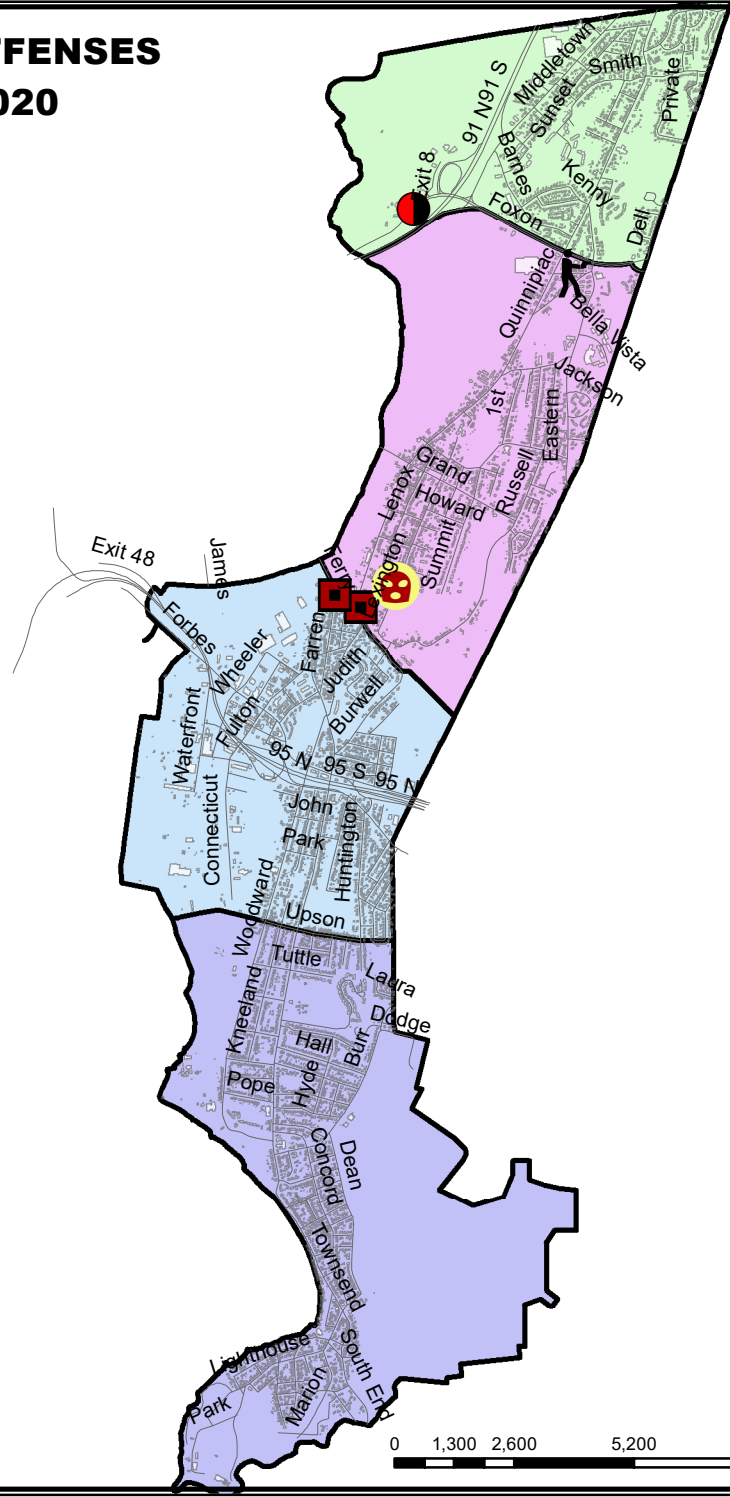 FFENSES
020
Middletown
Smith
Private
91 N
91 S
Sunset
Barnes
Exit 8
Kenny
Foxon
Dell
Quinnipiac
Bella Vista
Jackson
1st
Eastern
Grand
Lenox
Russell
Howard
Summit
Lexington
Exit 48
James
Ferry
Forbes
Farren
Wheeler
Judith
Fulton
Burwell
Waterfront
95 N
95 S
95 N
Connecticut
John
Park
Huntington
Woodward
Upson
Tuttle
Laura
Kneeland
Dodge
Hall
Burr
Pope
Hyde
Concord
Dean
Townsend
Lighthouse
South End
Marion
Park
0 1,300 2,600 5,200